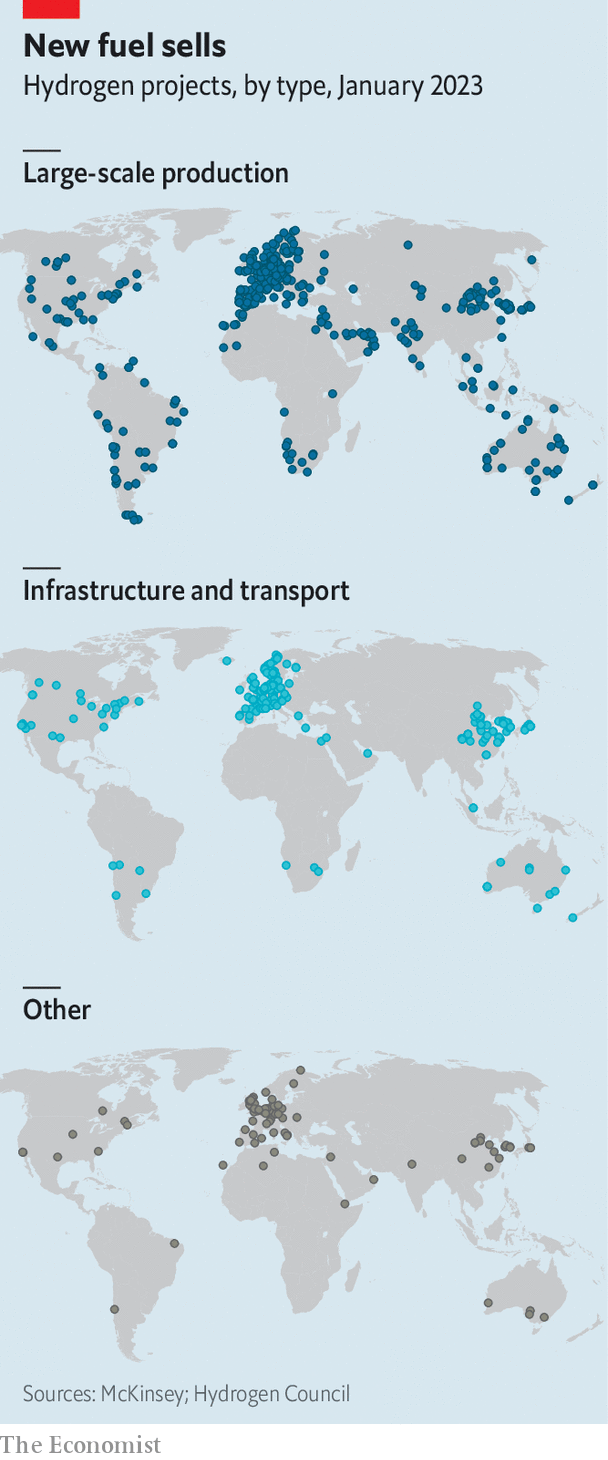 New fuel sells
Hydrogen projects, by type, January 2023
Large-scale production
Infrastructure and transport
Other
Sources: McKinsey; Hydrogen Council
The Economist